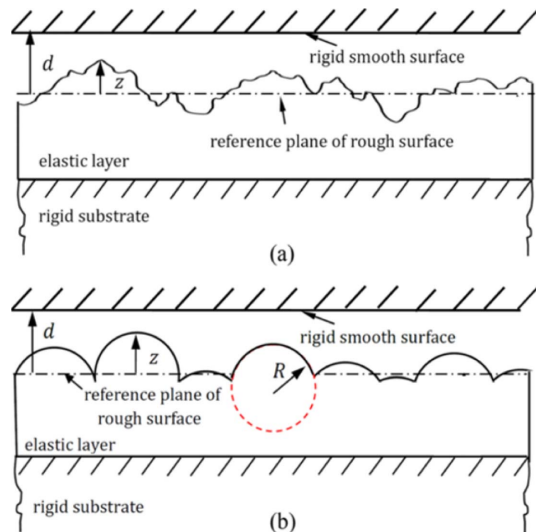 rigid smooth surface
d
z
reference plane of rough surface
elastic layer
rigid substrate
(a)
rigid smooth surface
d
z
R
reference plane of
rough surface
elastic layer
rigid substrate
(b)